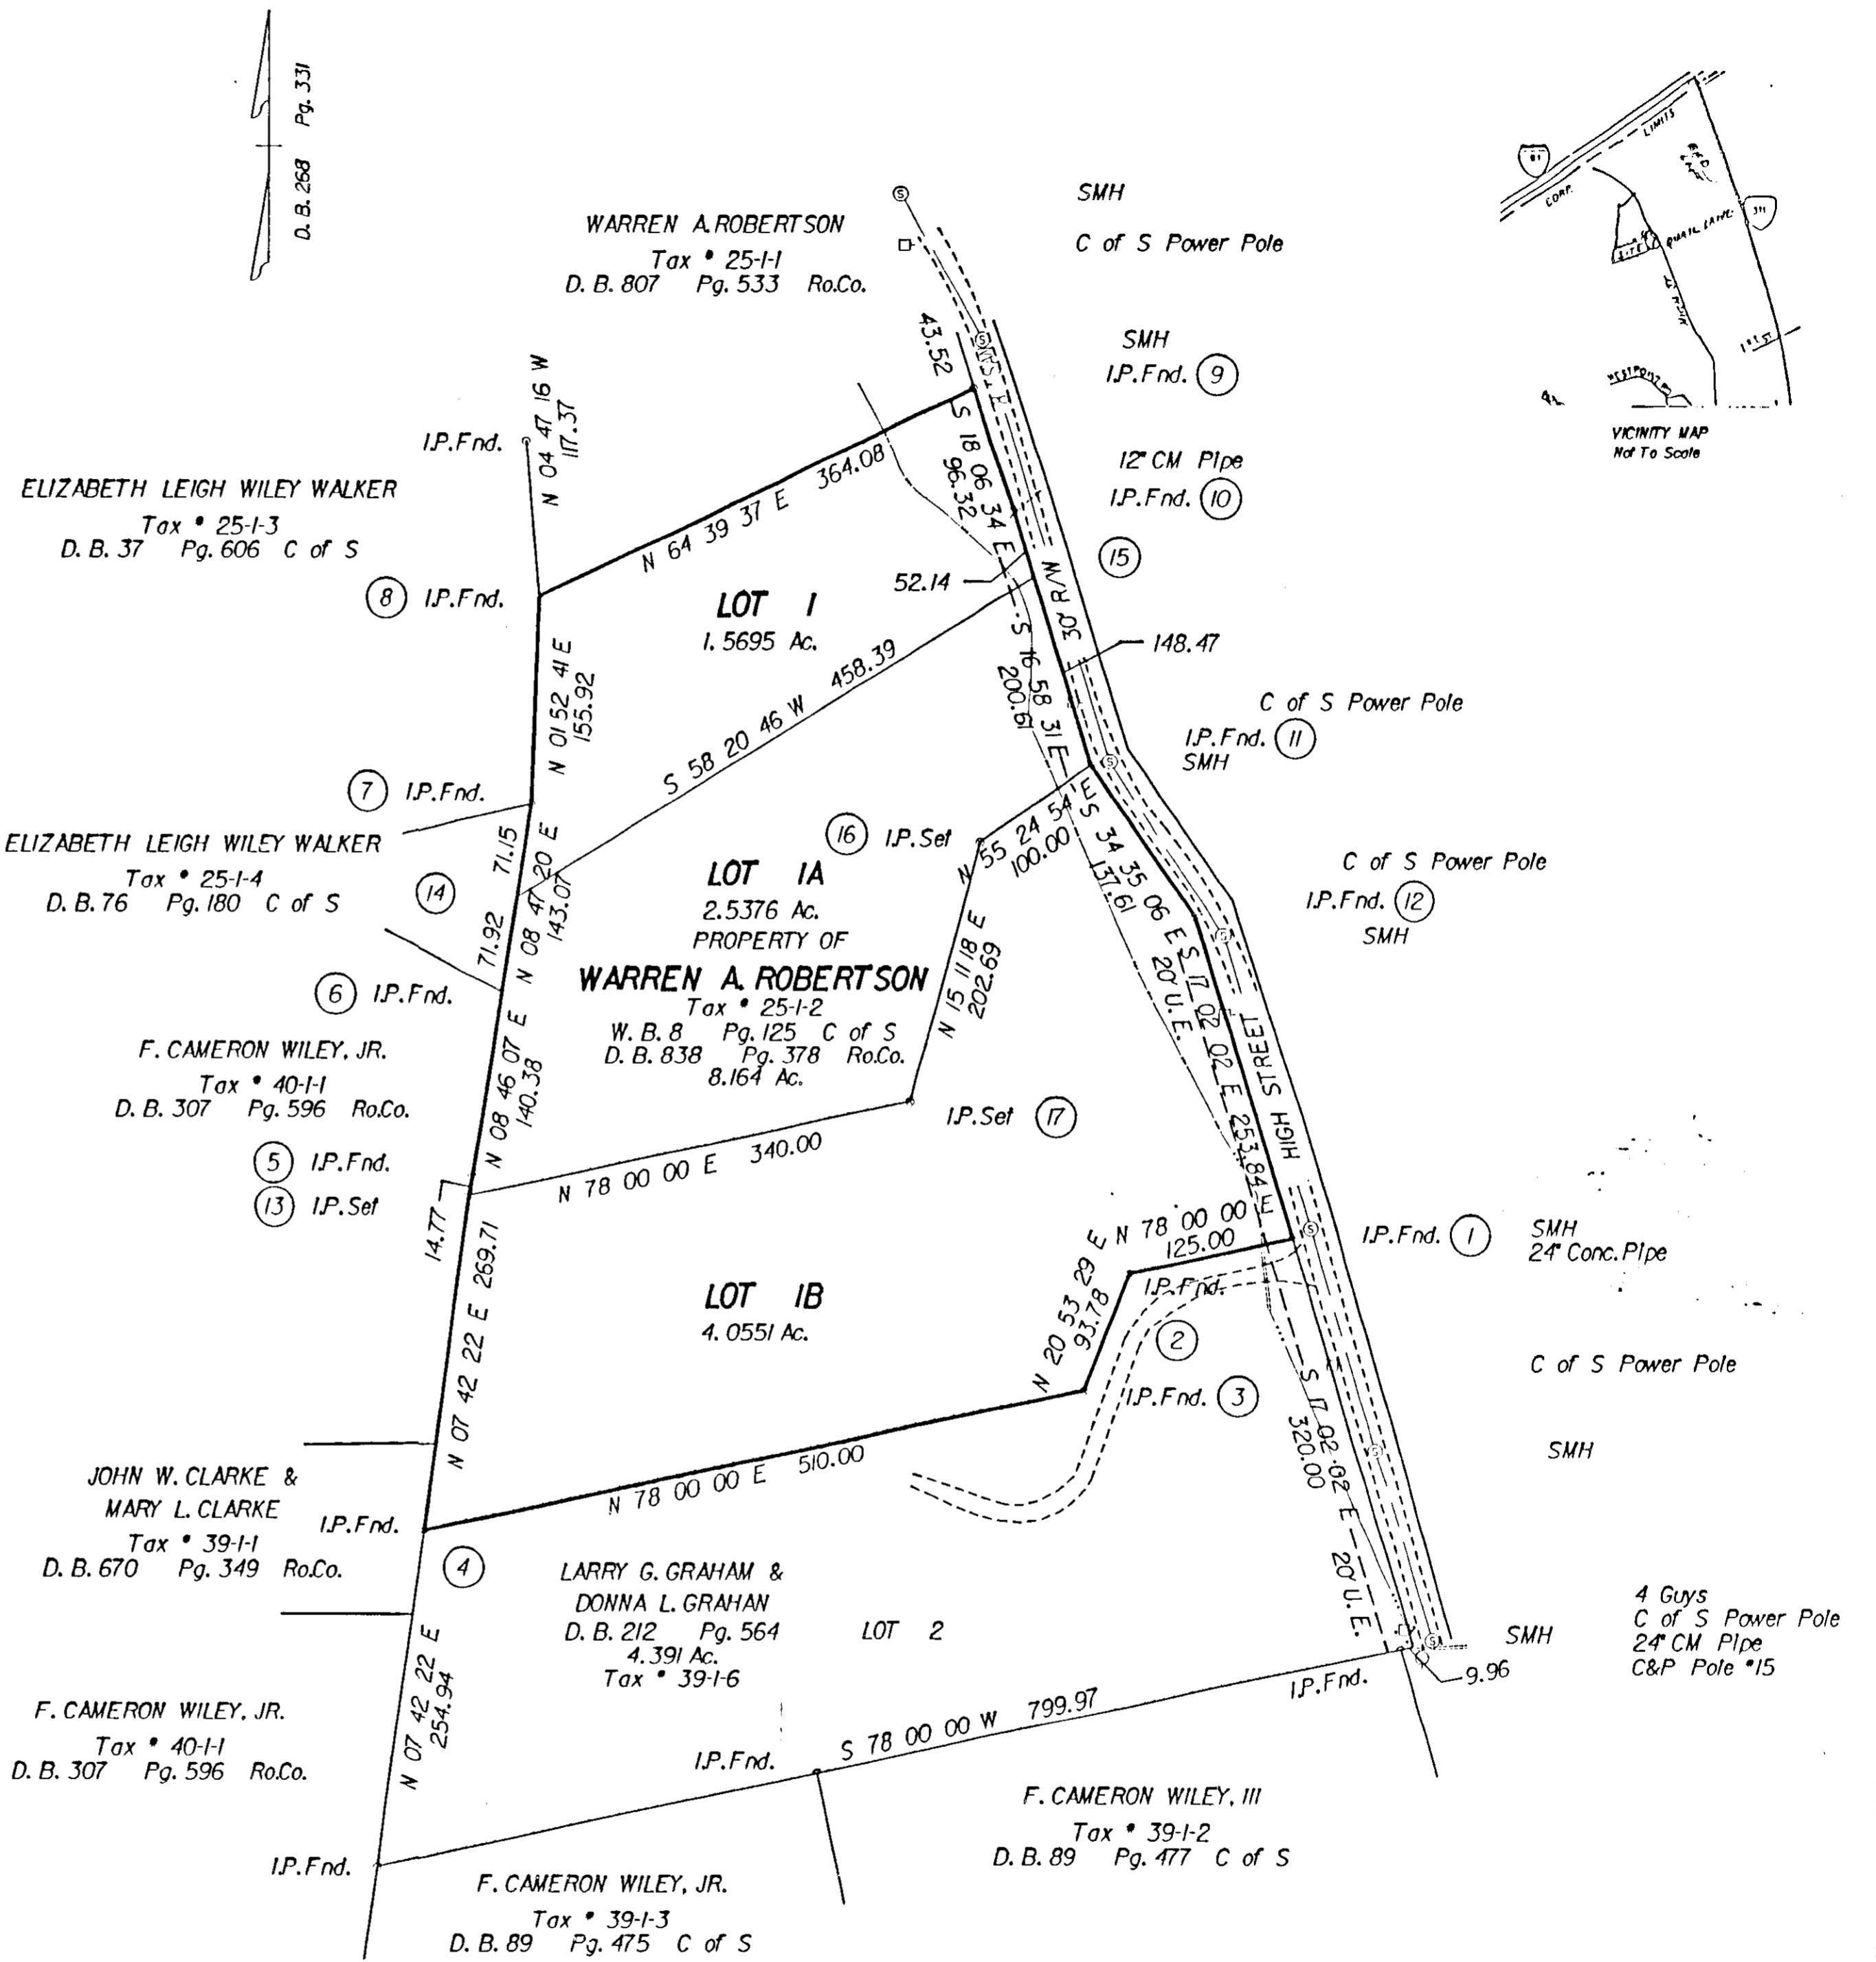 D. B. 268 Pg. 331
CORP.
LIMITS
81
311
QUAIL LANE
SITE
VICINITY MAP
Not To Scale
WARREN A. ROBERTSON
Tax # 25-1-1
D. B. 807 Pg. 533 Ro.Co.
SMH
C of S Power Pole
SMH
I.P. Fnd. 9
12" CM Pipe
I.P. Fnd. 10
15
43.52
N 04 47 16 W
117.37
I.P. Fnd.
ELIZABETH LEIGH WILEY WALKER
Tax # 25-1-3
D. B. 37 Pg. 606 C of S
8 I.P. Fnd.
N 64 39 37 E 364.08
S 18 06 34 E
96.32
30' R/W
52.14
LOT 1
1.5695 Ac.
148.47
N 01 52 41 E
155.92
S 58 20 46 W 458.39
S 16 58 31 E
200.61
C of S Power Pole
I.P. Fnd. 11
SMH
7 I.P. Fnd.
71.15
ELIZABETH LEIGH WILEY WALKER
Tax # 25-1-4
D. B. 76 Pg. 180 C of S
14
16 I.P. Set
N 55 24 54 E
100.00
S 34 35 06 E
137.61
C of S Power Pole
I.P. Fnd. 12
SMH
LOT 1A
2.5376 Ac.
PROPERTY OF
WARREN A. ROBERTSON
Tax # 25-1-2
W. B. 8 Pg. 125 C of S
D. B. 838 Pg. 378 Ro.Co.
8.164 Ac.
71.92
N 08 47 20 E
143.07
6 I.P. Fnd.
N 15 11 18 E
202.69
20' U.E.
S 17 02 02 E 253.84
HIGH STREET
F. CAMERON WILEY, JR.
Tax # 40-1-1
D. B. 307 Pg. 596 Ro.Co.
N 08 46 07 E
140.38
5 I.P. Fnd.
13 I.P. Set
I.P. Set 17
N 78 00 00 E 340.00
14.77
N 07 42 22 E 269.71
LOT 1B
4.0551 Ac.
N 78 00 00 E
125.00
I.P. Fnd. 1
SMH
24" Conc. Pipe
I.P. Fnd.
2
N 20 53 29 E
93.78
I.P. Fnd. 3
C of S Power Pole
SMH
S 17 02 02 E
320.00
20' U.E.
N 78 00 00 E 510.00
JOHN W. CLARKE &
MARY L. CLARKE
Tax # 39-1-1
D. B. 670 Pg. 349 Ro.Co.
I.P. Fnd.
4
LARRY G. GRAHAM &
DONNA L. GRAHAN
D. B. 212 Pg. 564
4.391 Ac.
Tax # 39-1-6
LOT 2
4 Guys
C of S Power Pole
24" CM Pipe
C&P Pole #15
SMH
9.96
I.P. Fnd.
N 07 42 22 E
254.94
F. CAMERON WILEY, JR.
Tax # 40-1-1
D. B. 307 Pg. 596 Ro.Co.
I.P. Fnd.
S 78 00 00 W 799.97
F. CAMERON WILEY, III
Tax # 39-1-2
D. B. 89 Pg. 477 C of S
I.P. Fnd.
F. CAMERON WILEY, JR.
Tax # 39-1-3
D. B. 89 Pg. 475 C of S